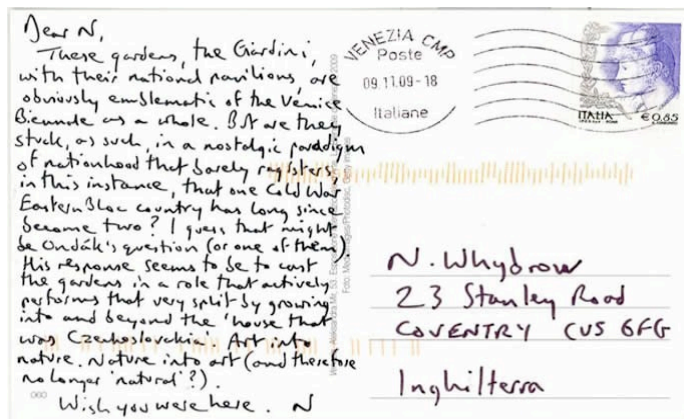 Dear N,
These gardens, the Giardini,
with their national pavilions, are
obviously emblematic of the Venice
Biennale as a whole. But are they
stuck, as such, in a nostalgic paradigm
of nationhood that barely registers,
in this instance, that one Cold War
Eastern Bloc country has long since
become two? I guess that might
be Ondák's question (or one of them).
His response seems to be to cast
the gardens in a role that actively
performs that very split by growing
into and beyond the 'house that
was Czechoslovakia'. Art into
nature. Nature into art (and therefore
no longer 'natural'?).
Wish you were here. N
060
VENEZIA CMP
Poste
09.11.09-18
Italiane
ITALIA
€0,85
N. Whybrow
23 Stanley Road
COVENTRY CV5 6FG
Inghilterra